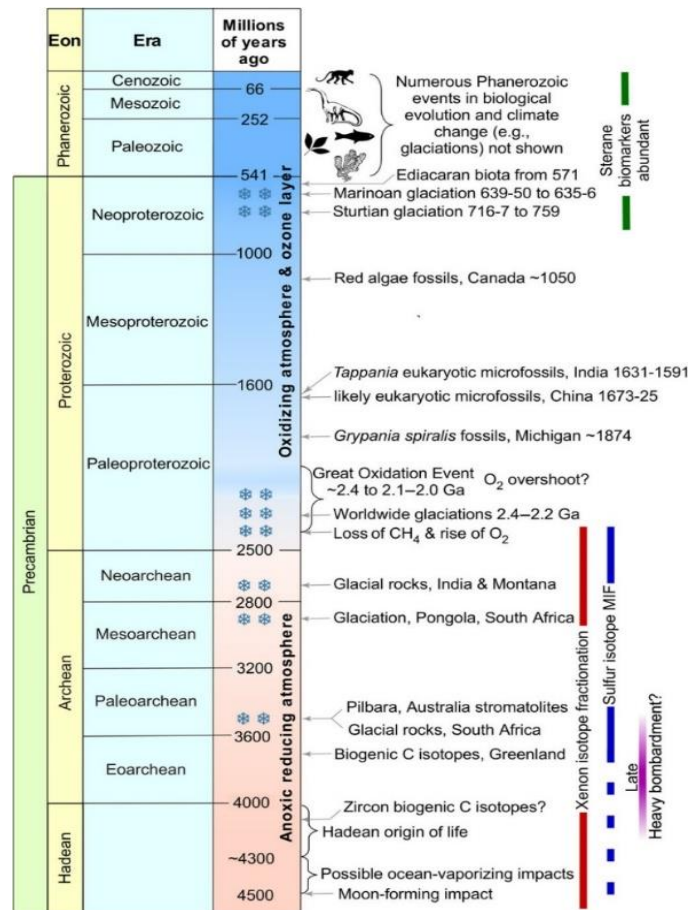 Eon
Era
Millions
of years
ago
Phanerozoic
Cenozoic
66
Mesozoic
252
Paleozoic
541
Numerous Phanerozoic
events in biological
evolution and climate
change (e.g.,
glaciations) not shown
Sterane
biomarkers
abundant
Ediacaran biota from 571
Marinoan glaciation 639-50 to 635-6
Sturtian glaciation 716-7 to 759
Precambrian
Proterozoic
Neoproterozoic
1000
Oxidizing atmosphere & ozone layer
Red algae fossils, Canada ~1050
Mesoproterozoic
1600
Tappania eukaryotic microfossils, India 1631-1591
likely eukaryotic microfossils, China 1673-25
Grypania spiralis fossils, Michigan ~1874
Paleoproterozoic
Great Oxidation Event
~2.4 to 2.1–2.0 Ga
O2 overshoot?
Worldwide glaciations 2.4–2.2 Ga
Loss of CH4 & rise of O2
2500
Archean
Neoarchean
Glacial rocks, India & Montana
2800
Anoxic reducing atmosphere
Glaciation, Pongola, South Africa
Mesoarchean
3200
Xenon isotope fractionation
Sulfur isotope MIF
Paleoarchean
Pilbara, Australia stromatolites
Glacial rocks, South Africa
3600
Biogenic C isotopes, Greenland
Eoarchean
Late
Heavy bombardment?
4000
Hadean
Zircon biogenic C isotopes?
Hadean origin of life
~4300
Possible ocean-vaporizing impacts
4500
Moon-forming impact